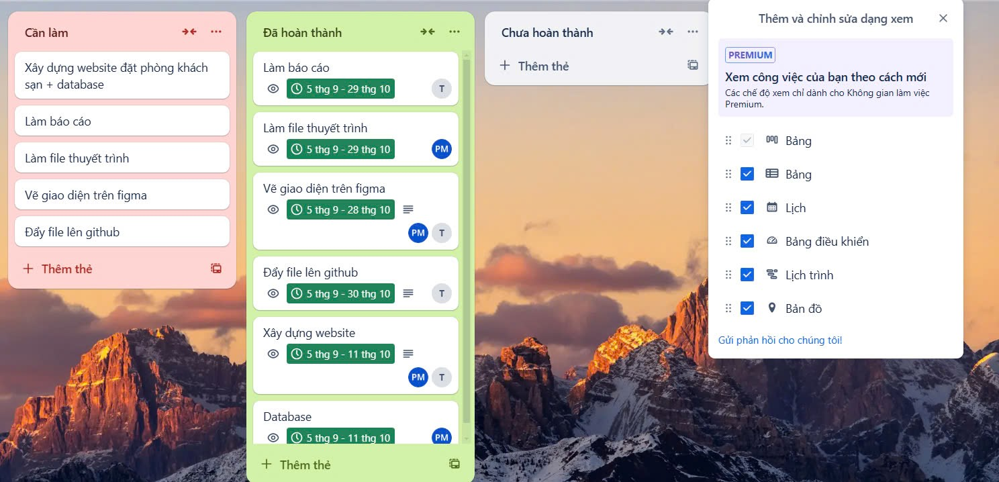 Cần làm
Xây dựng website đặt phòng khách
sạn + database
Làm báo cáo
Làm file thuyết trình
Vẽ giao diện trên figma
Đẩy file lên github
Thêm thẻ
Đã hoàn thành
Làm báo cáo
5 thg 9 - 29 thg 10
T
Làm file thuyết trình
5 thg 9 - 29 thg 10
PM
Vẽ giao diện trên figma
5 thg 9 - 28 thg 10
PM T
Đẩy file lên github
5 thg 9 - 30 thg 10
T
Xây dựng website
5 thg 9 - 11 thg 10
PM T
Database
5 thg 9 - 11 thg 10
PM
Thêm thẻ
Chưa hoàn thành
Thêm thẻ
Thêm và chỉnh sửa dạng xem
PREMIUM
Xem công việc của bạn theo cách mới
Các chế độ xem chỉ dành cho Không gian làm việc
Premium.
Bảng
Bảng
Lịch
Bảng điều khiển
Lịch trình
Bản đồ
Gửi phản hồi cho chúng tôi!